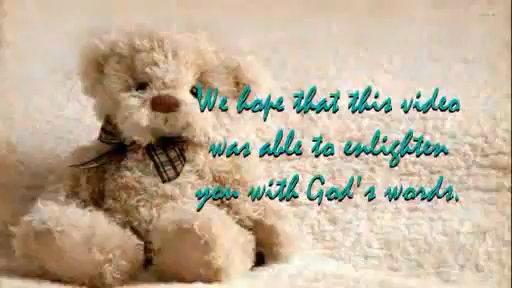 We hope that this video
was able to enlighten
you with God's words.